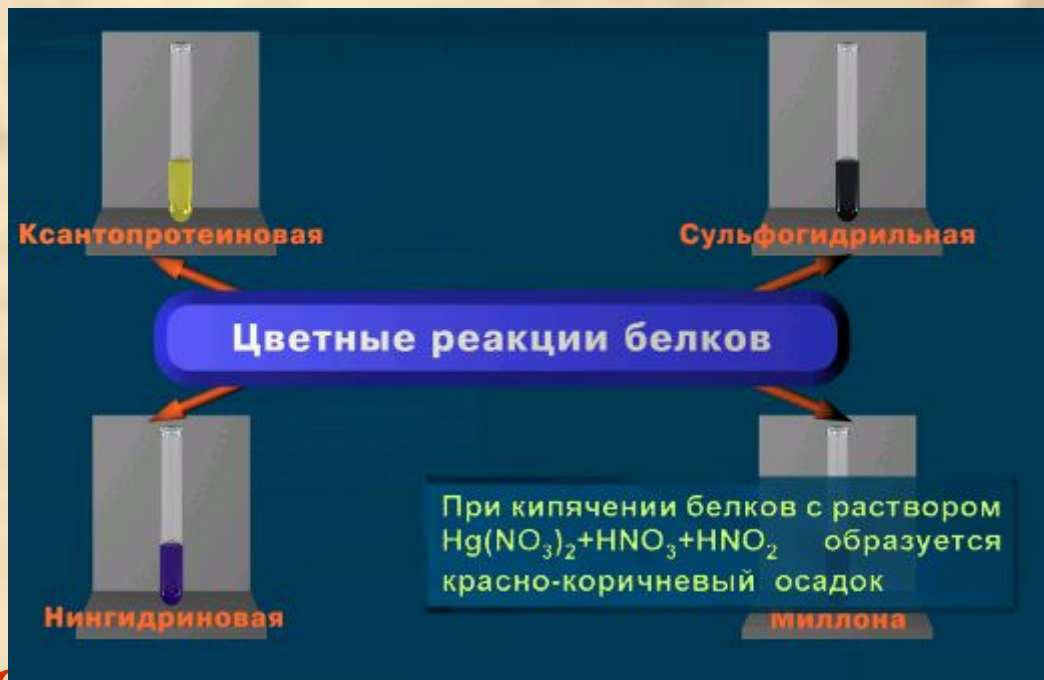 Ксантопротеиновая
Сульфогидрильная
Цветные реакции белков
При кипячении белков с раствором
Hg(NO₃)₂+HNO₃+HNO₂ образуется
красно-коричневый осадок
Нингидриновая
Миллона